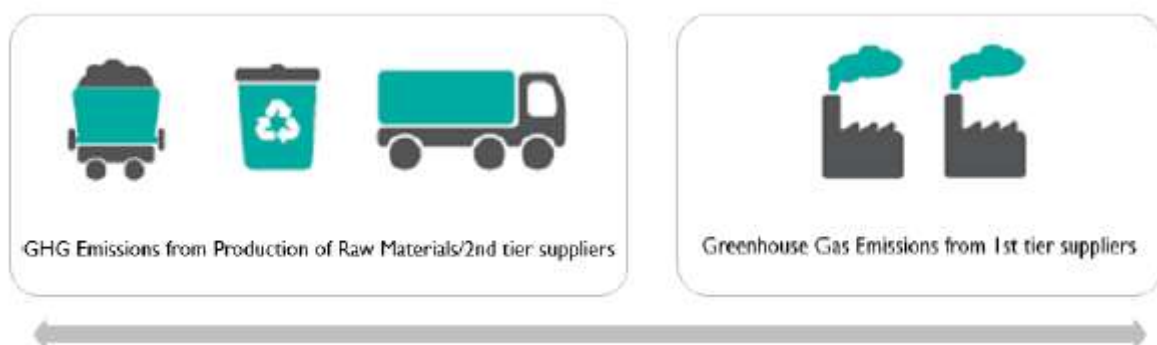 GHG Emissions from Production of Raw Materials/2nd tier suppliers
Greenhouse Gas Emissions from 1st tier suppliers